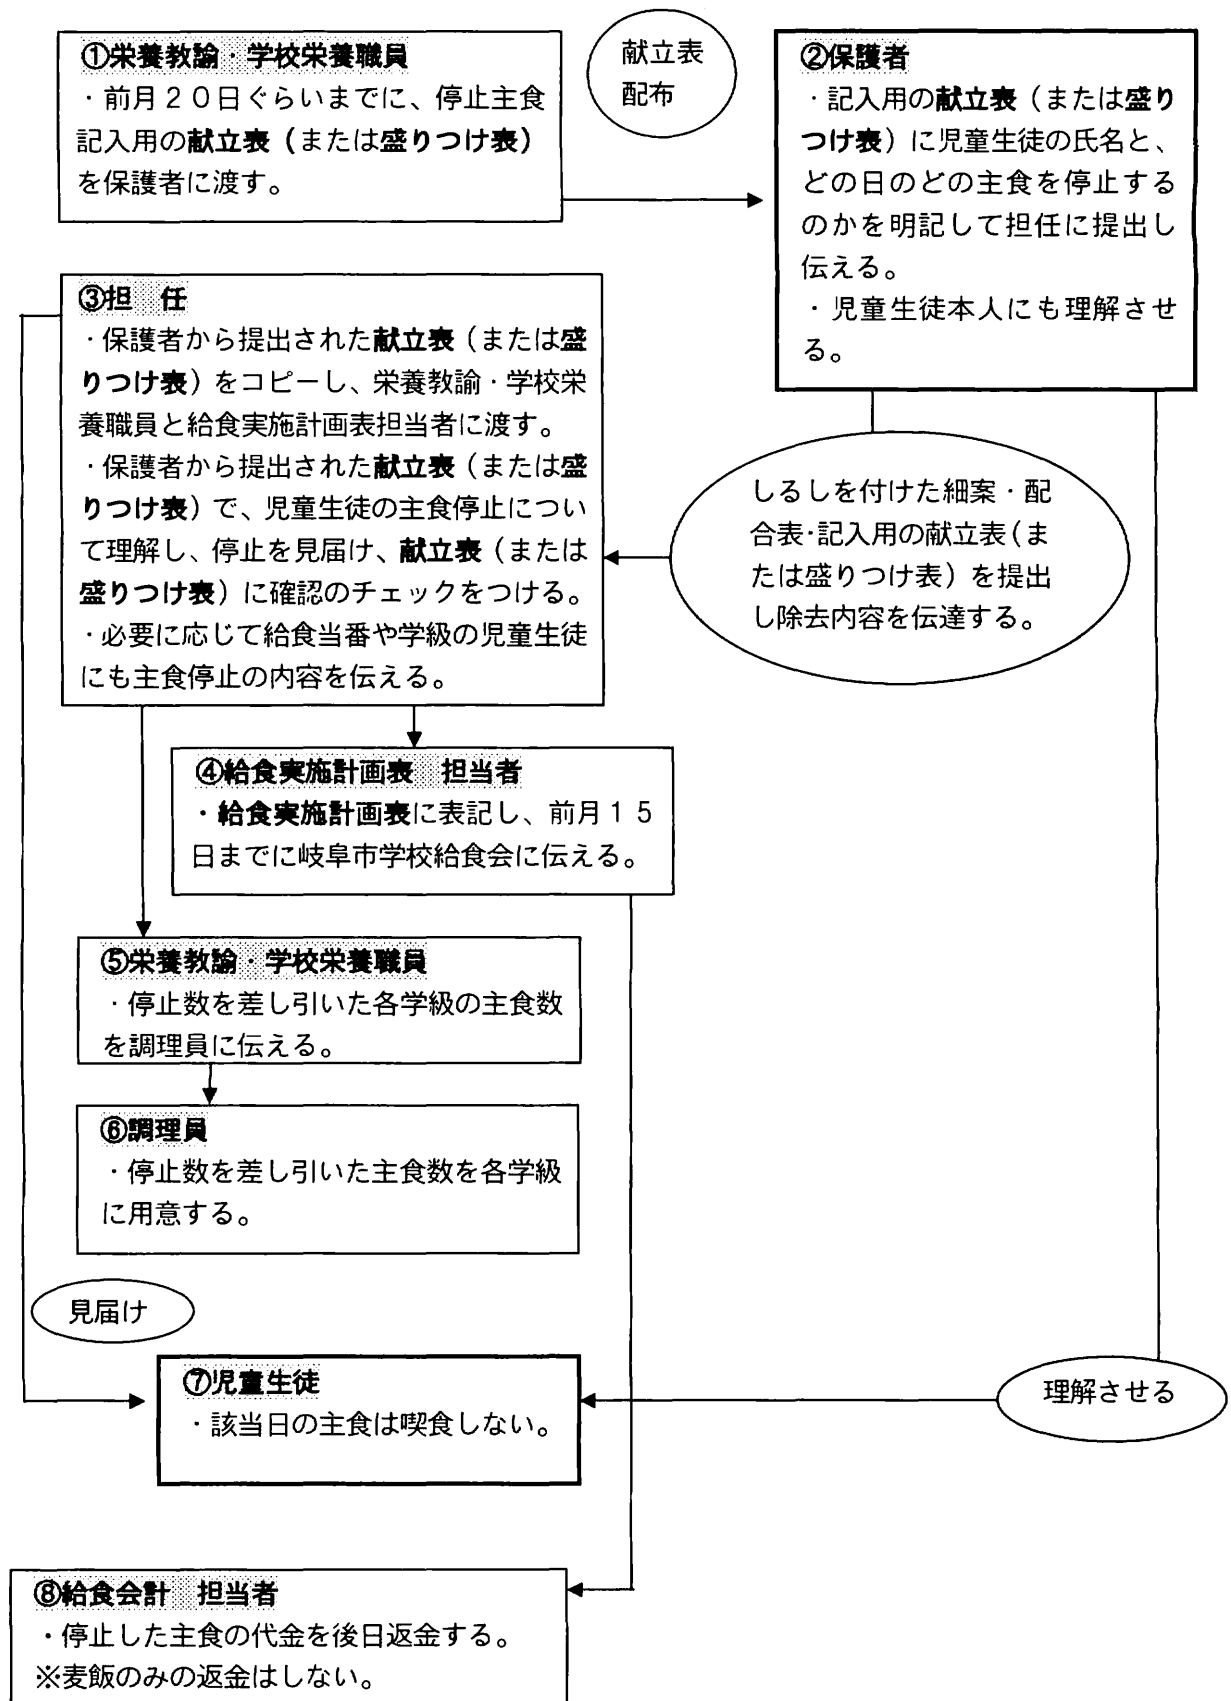 ①栄養教諭・学校栄養職員
・前月20日ぐらいまでに、停止主食
記入用の献立表(または盛りつけ表)
を保護者に渡す。
献立表
配布
②保護者
・記入用の献立表(または盛り
つけ表)に児童生徒の氏名と、
どの日のどの主食を停止する
のかを明記して担任に提出し
伝える。
・児童生徒本人にも理解させ
る。
③担 任
・保護者から提出された献立表(または盛
りつけ表)をコピーし、栄養教諭・学校栄
養職員と給食実施計画表担当者に渡す。
・保護者から提出された献立表(または盛
りつけ表)で、児童生徒の主食停止につい
て理解し、停止を見届け、献立表(または
盛りつけ表)に確認のチェックをつける。
・必要に応じて給食当番や学級の児童生徒
にも主食停止の内容を伝える。
しるしを付けた細案・配
合表・記入用の献立表(ま
たは盛りつけ表)を提出
し除去内容を伝達する。
④給食実施計画表 担当者
・給食実施計画表に表記し、前月15
日までに岐阜市学校給食会に伝える。
⑤栄養教諭・学校栄養職員
・停止数を差し引いた各学級の主食数
を調理員に伝える。
⑥調理員
・停止数を差し引いた主食数を各学級
に用意する。
見届け
⑦児童生徒
・該当日の主食は喫食しない。
理解させる
⑧給食会計 担当者
・停止した主食の代金を後日返金する。
※麦飯のみの返金はしない。